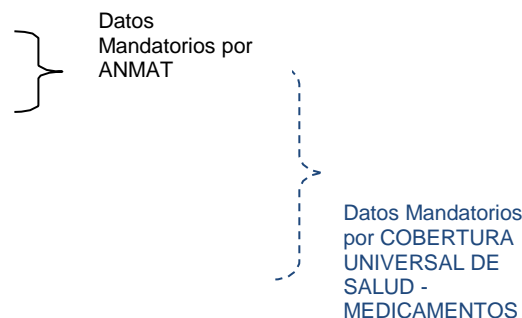 Datos
Mandatorios por
ANMAT
Datos Mandatorios
por COBERTURA
UNIVERSAL DE
SALUD -
MEDICAMENTOS